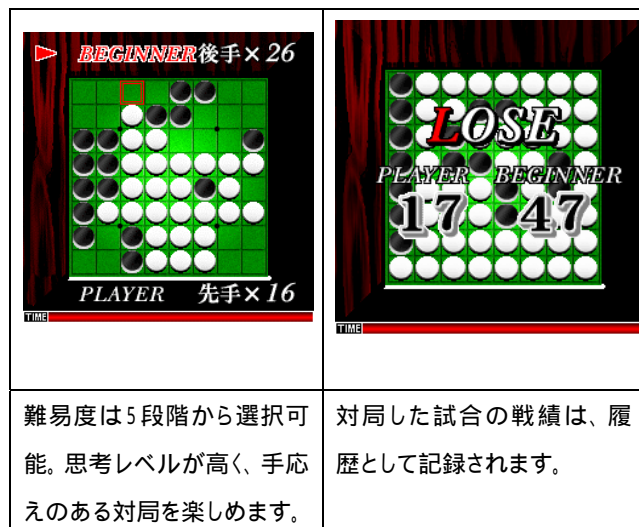 BEGINNER後手×26
PLAYER 先手×16
TIME
LOSE
PLAYER BEGINNER
17 47
TIME
難易度は5段階から選択可
能。思考レベルが高く、手応
えのある対局を楽しめます。
対局した試合の戦績は、履
歴として記録されます。